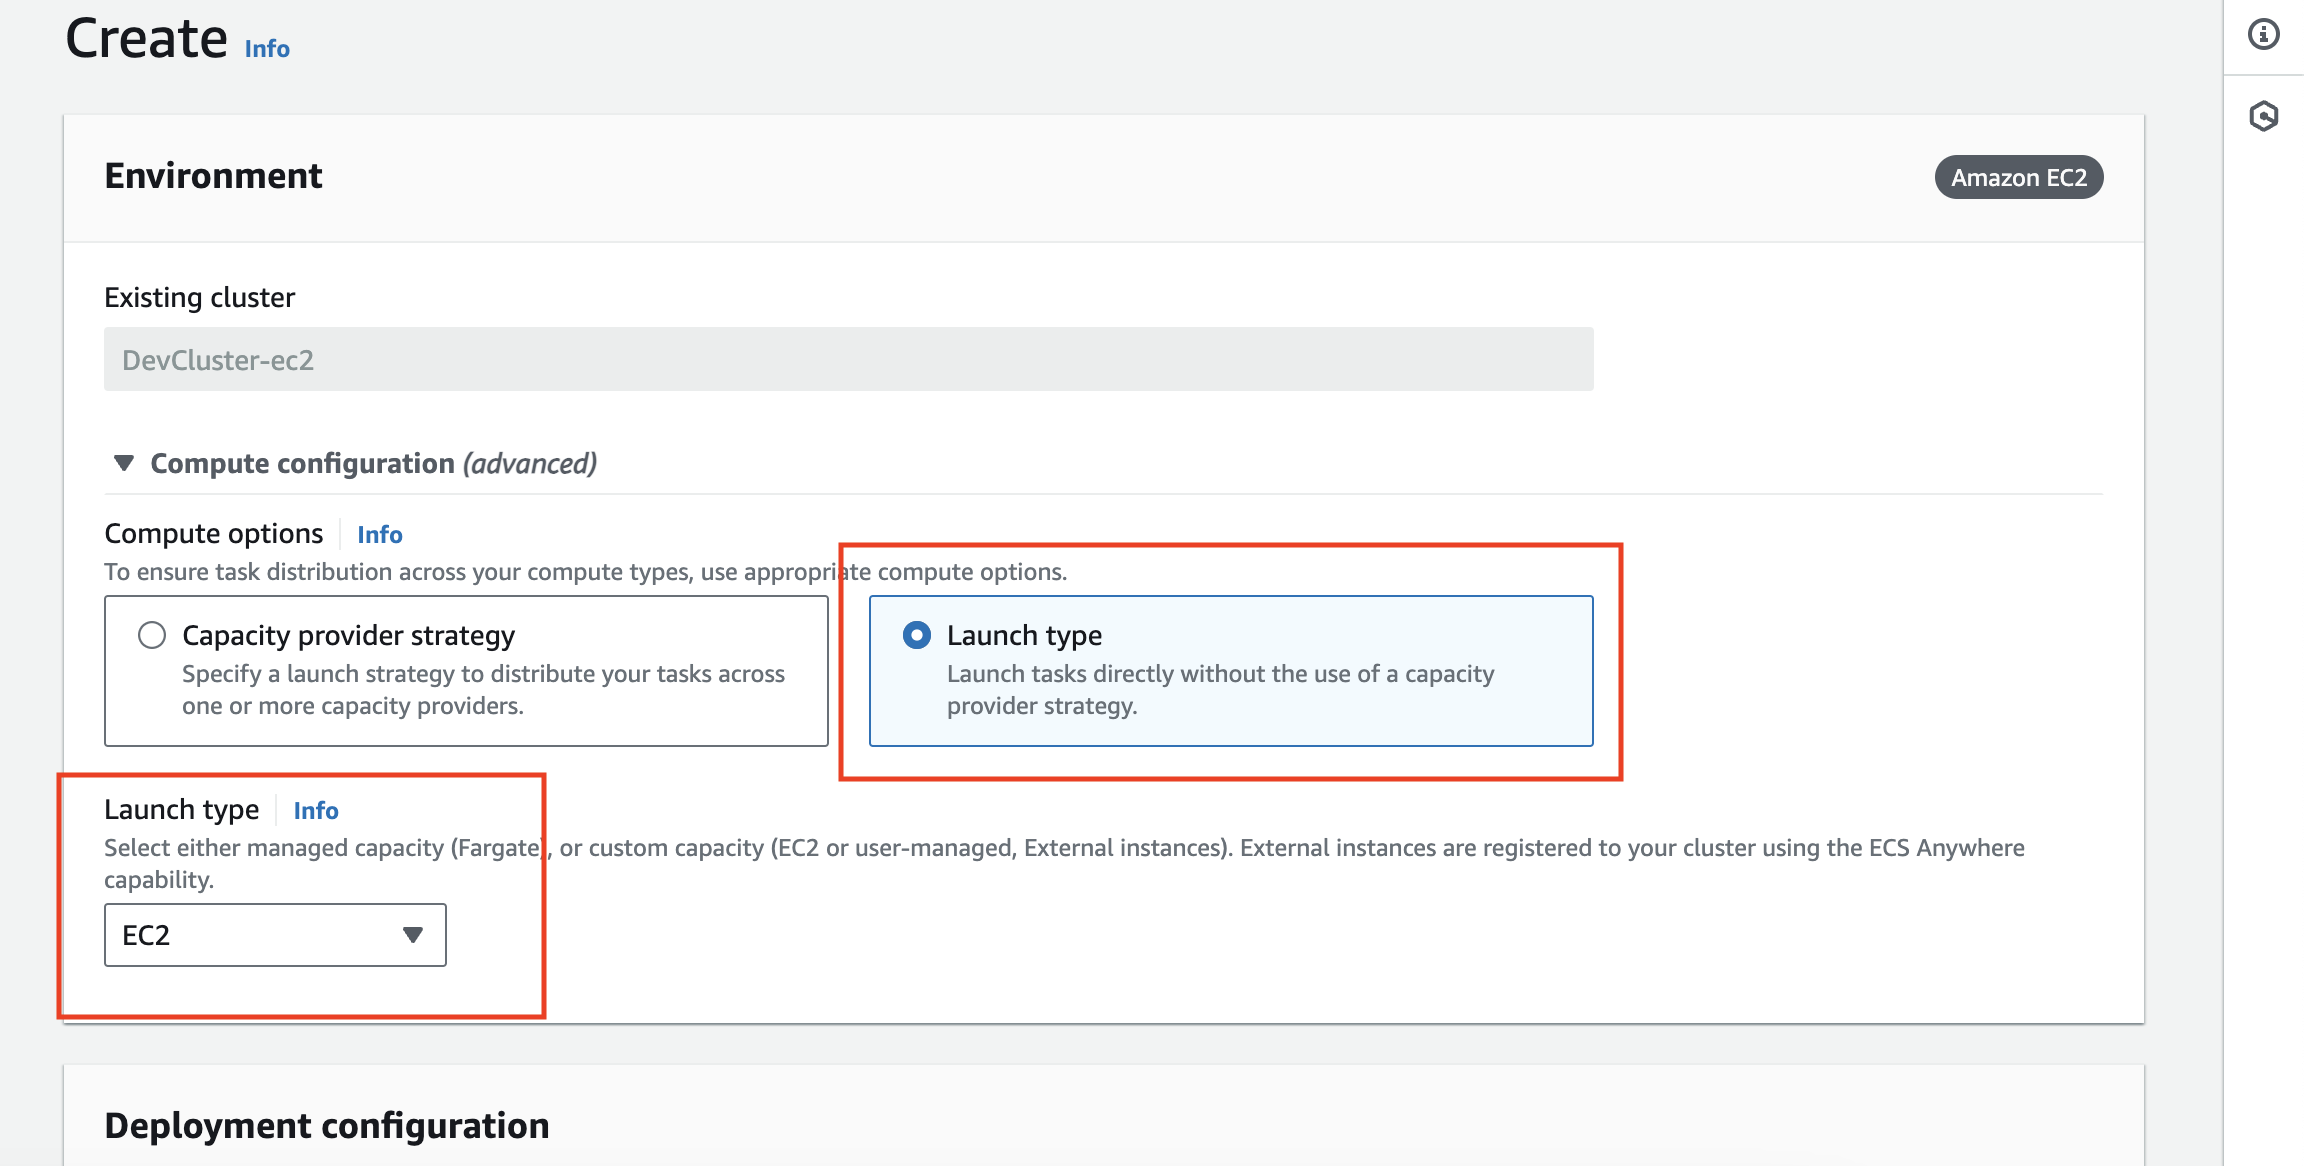 Create Info
Environment
Amazon EC2
Existing cluster
DevCluster-ec2
Compute configuration (advanced)
Compute options Info
To ensure task distribution across your compute types, use appropriate compute options.
Capacity provider strategy
Specify a launch strategy to distribute your tasks across
one or more capacity providers.
Launch type
Launch tasks directly without the use of a capacity
provider strategy.
Launch type Info
Select either managed capacity (Fargate), or custom capacity (EC2 or user-managed, External instances). External instances are registered to your cluster using the ECS Anywhere
capability.
EC2
Deployment configuration